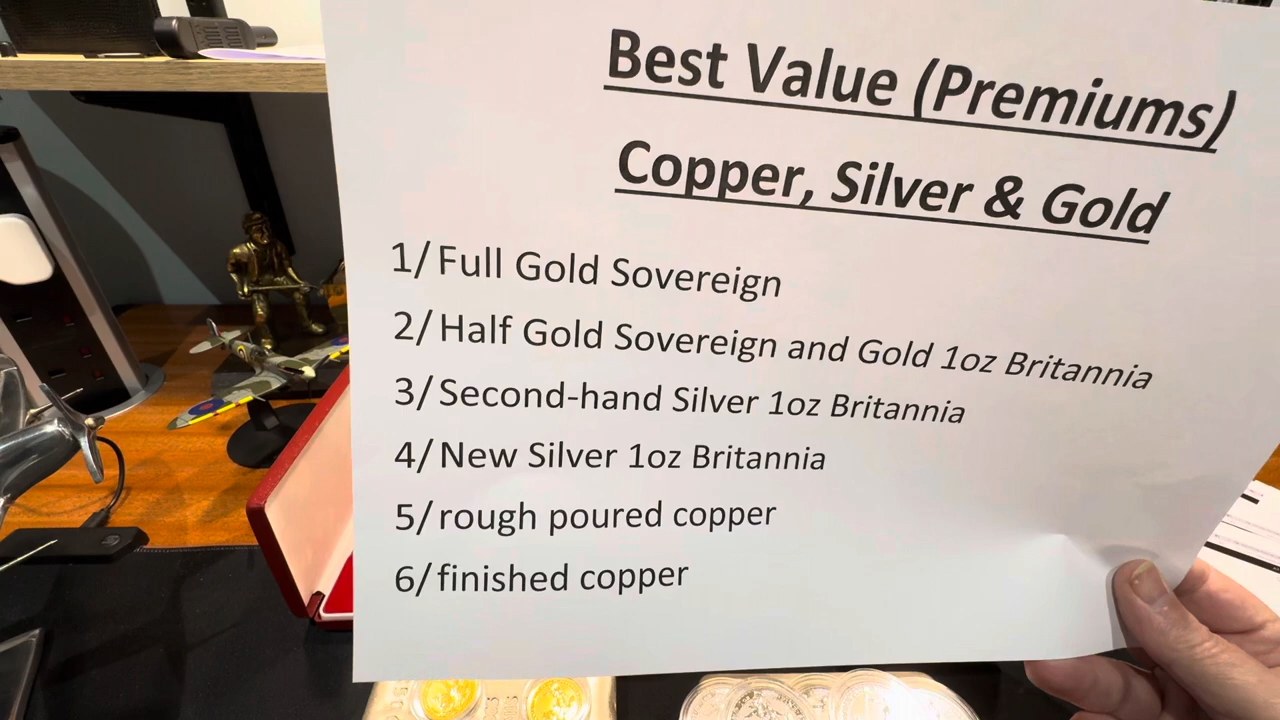 Best Value (Premiums)
Copper, Silver & Gold
1/ Full Gold Sovereign
2/ Half Gold Sovereign and Gold 1oz Britannia
3/ Second-hand Silver 1oz Britannia
4/ New Silver 1oz Britannia
5/ rough poured copper
6/ finished copper